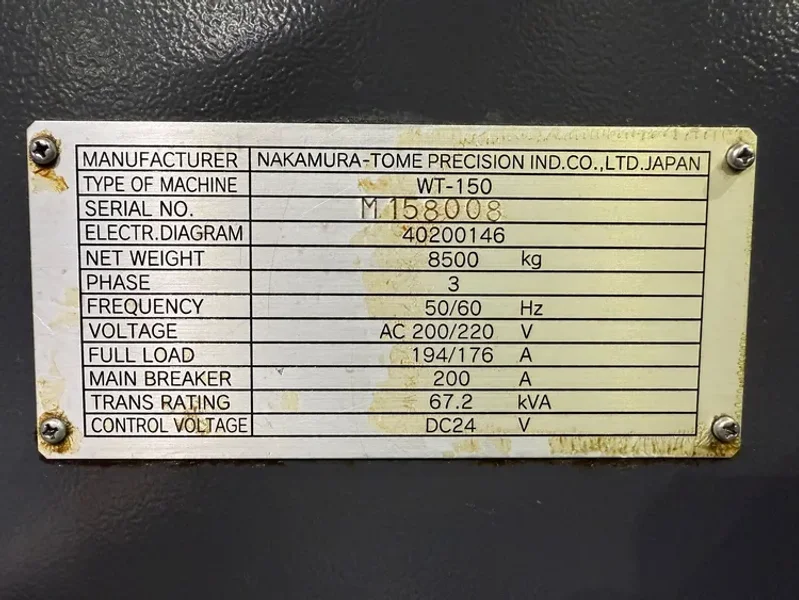 MANUFACTURER NAKAMURA-TOME PRECISION IND.CO.,LTD.JAPAN
TYPE OF MACHINE WT-150
SERIAL NO. M.158008
ELECTR.DIAGRAM 40200146
NET WEIGHT 8500 kg
PHASE 3
FREQUENCY 50/60 Hz
VOLTAGE AC 200/220 V
FULL LOAD 194/176 A
MAIN BREAKER 200 A
TRANS RATING 67.2 kVA
CONTROL VOLTAGE DC24 V